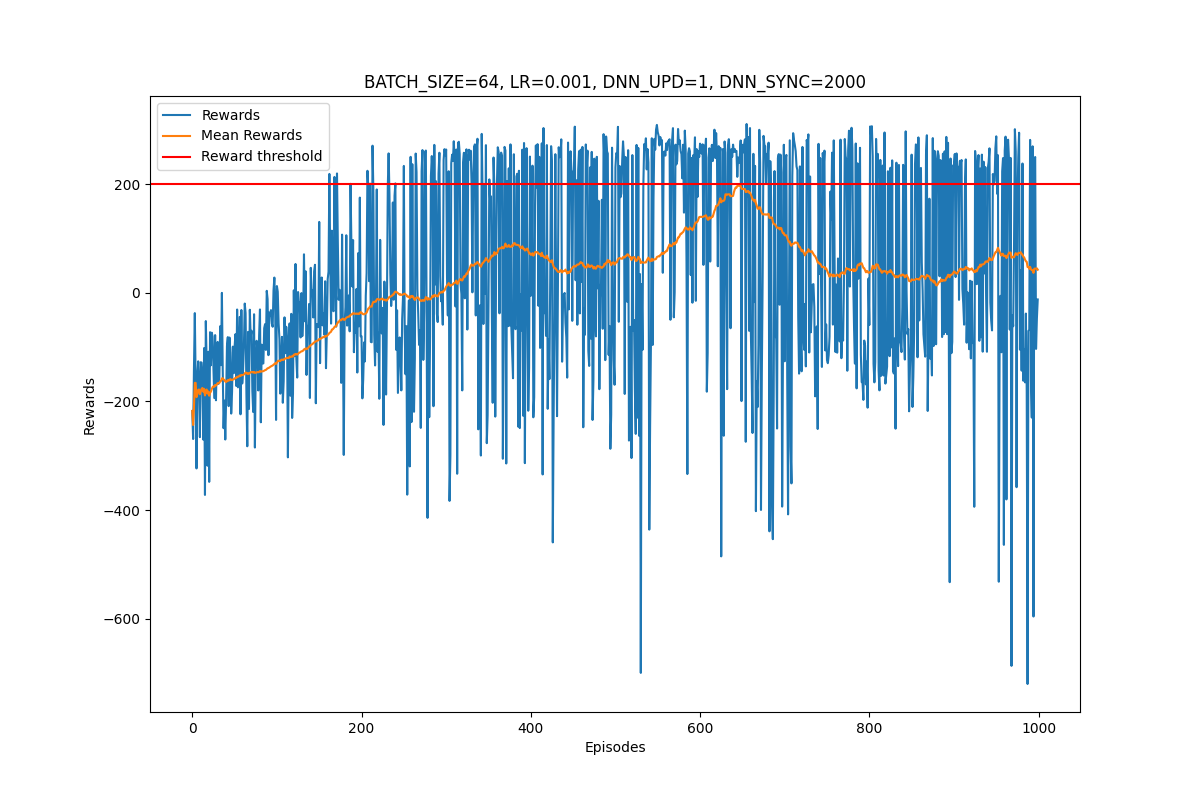 BATCH_SIZE=64, LR=0.001, DNN_UPD=1, DNN_SYNC=2000
Rewards
Mean Rewards
Reward threshold
200
0
−200
−400
−600
Rewards
0
200
400
600
800
1000
Episodes